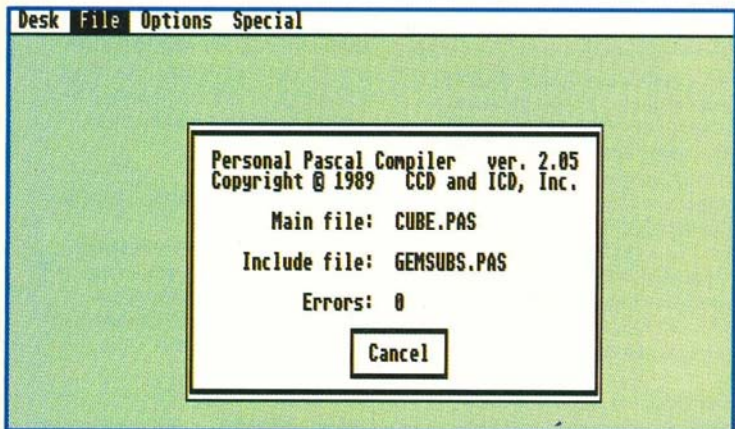 Desk File Options Special
Personal Pascal Compiler ver. 2.05
Copyright © 1989 CCD and ICD, Inc.
Main file: CUBE.PAS
Include file: GEMSUBS.PAS
Errors: 0
Cancel